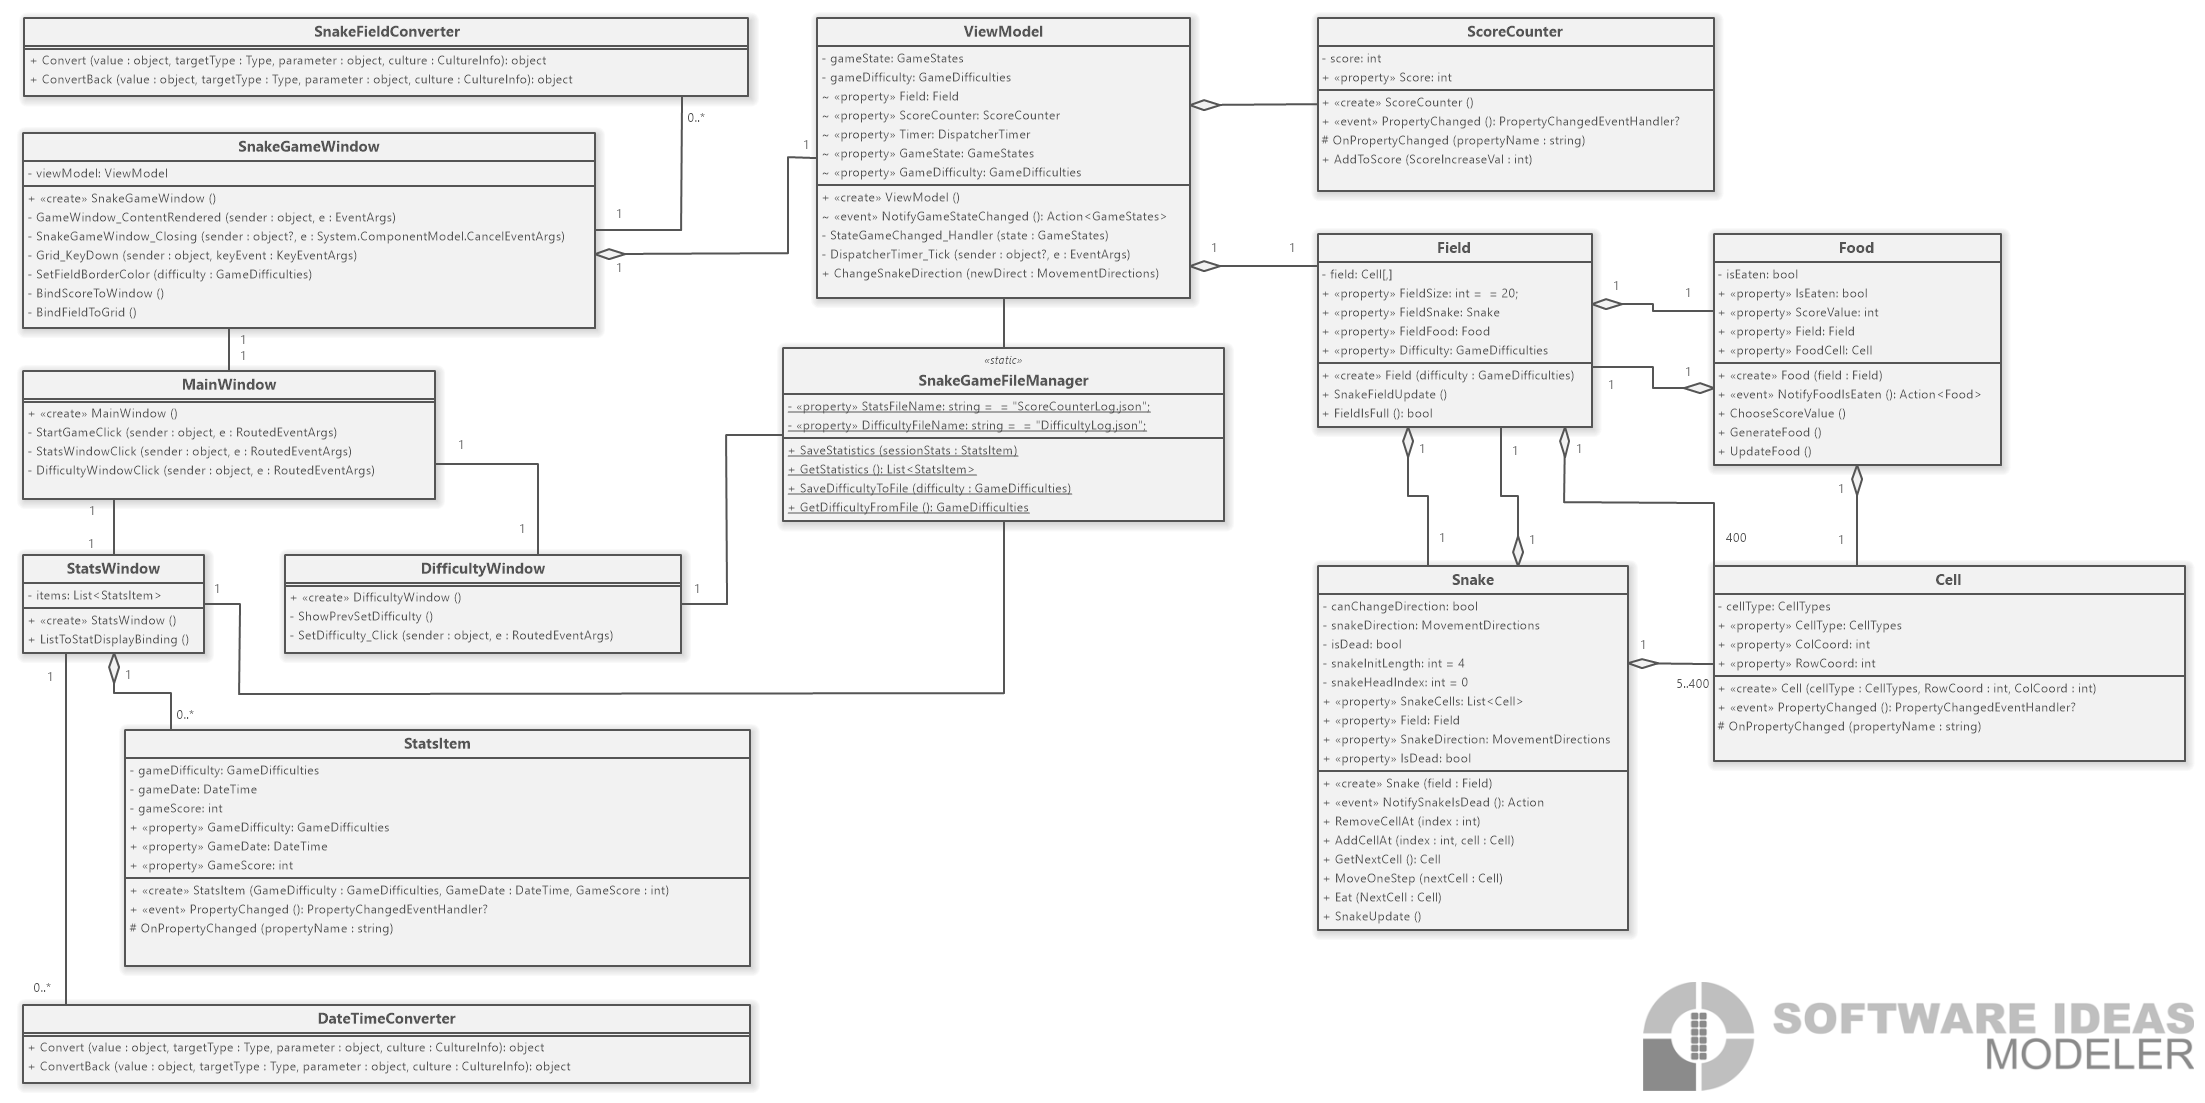 SnakeFieldConverter
+ Convert (value : object, targetType : Type, parameter : object, culture : CultureInfo): object
+ ConvertBack (value : object, targetType : Type, parameter : object, culture : CultureInfo): object
0..*
SnakeGameWindow
- viewModel: ViewModel
+ «create» SnakeGameWindow ()
- GameWindow_ContentRendered (sender : object, e : EventArgs)
- SnakeGameWindow_Closing (sender : object?, e : System.ComponentModel.CancelEventArgs)
- Grid_KeyDown (sender : object, keyEvent : KeyEventArgs)
- SetFieldBorderColor (difficulty : GameDifficulties)
- BindScoreToWindow ()
- BindFieldToGrid ()
1
1
1
1
1
MainWindow
+ «create» MainWindow ()
- StartGameClick (sender : object, e : RoutedEventArgs)
- StatsWindowClick (sender : object, e : RoutedEventArgs)
- DifficultyWindowClick (sender : object, e : RoutedEventArgs)
1
1
1
1
StatsWindow
- items: List<StatsItem>
+ «create» StatsWindow ()
+ ListToStatDisplayBinding ()
1
1
1
0..*
0..*
DifficultyWindow
+ «create» DifficultyWindow ()
- ShowPrevSetDifficulty ()
- SetDifficulty_Click (sender : object, e : RoutedEventArgs)
1
StatsItem
- gameDifficulty: GameDifficulties
- gameDate: DateTime
- gameScore: int
+ «property» GameDifficulty: GameDifficulties
+ «property» GameDate: DateTime
+ «property» GameScore: int
+ «create» StatsItem (GameDifficulty : GameDifficulties, GameDate : DateTime, GameScore : int)
+ «event» PropertyChanged (): PropertyChangedEventHandler?
# OnPropertyChanged (propertyName : string)
DateTimeConverter
+ Convert (value : object, targetType : Type, parameter : object, culture : CultureInfo): object
+ ConvertBack (value : object, targetType : Type, parameter : object, culture : CultureInfo): object
ViewModel
- gameState: GameStates
- gameDifficulty: GameDifficulties
~ «property» Field: Field
~ «property» ScoreCounter: ScoreCounter
~ «property» Timer: DispatcherTimer
~ «property» GameState: GameStates
~ «property» GameDifficulty: GameDifficulties
+ «create» ViewModel ()
~ «event» NotifyGameStateChanged (): Action<GameStates>
- StateGameChanged_Handler (state : GameStates)
- DispatcherTimer_Tick (sender : object?, e : EventArgs)
+ ChangeSnakeDirection (newDirect : MovementDirections)
1
1
«static»
SnakeGameFileManager
- «property» StatsFileName: string =  = "ScoreCounterLog.json";
- «property» DifficultyFileName: string =  = "DifficultyLog.json";
+ SaveStatistics (sessionStats : StatsItem)
+ GetStatistics (): List<StatsItem>
+ SaveDifficultyToFile (difficulty : GameDifficulties)
+ GetDifficultyFromFile (): GameDifficulties
ScoreCounter
- score: int
+ «property» Score: int
+ «create» ScoreCounter ()
+ «event» PropertyChanged (): PropertyChangedEventHandler?
# OnPropertyChanged (propertyName : string)
+ AddToScore (ScoreIncreaseVal : int)
Field
- field: Cell[,]
+ «property» FieldSize: int =  = 20;
+ «property» FieldSnake: Snake
+ «property» FieldFood: Food
+ «property» Difficulty: GameDifficulties
+ «create» Field (difficulty : GameDifficulties)
+ SnakeFieldUpdate ()
+ FieldIsFull (): bool
1
1
1
1
1
1
1
1
1
1
400
Food
- isEaten: bool
+ «property» IsEaten: bool
+ «property» ScoreValue: int
+ «property» Field: Field
+ «property» FoodCell: Cell
+ «create» Food (field : Field)
+ «event» NotifyFoodIsEaten (): Action<Food>
+ ChooseScoreValue ()
+ GenerateFood ()
+ UpdateFood ()
1
1
Snake
- canChangeDirection: bool
- snakeDirection: MovementDirections
- isDead: bool
- snakeInitLength: int = 4
- snakeHeadIndex: int = 0
+ «property» SnakeCells: List<Cell>
+ «property» Field: Field
+ «property» SnakeDirection: MovementDirections
+ «property» IsDead: bool
+ «create» Snake (field : Field)
+ «event» NotifySnakeIsDead (): Action
+ RemoveCellAt (index : int)
+ AddCellAt (index : int, cell : Cell)
+ GetNextCell (): Cell
+ MoveOneStep (nextCell : Cell)
+ Eat (NextCell : Cell)
+ SnakeUpdate ()
1
5..400
Cell
- cellType: CellTypes
+ «property» CellType: CellTypes
+ «property» ColCoord: int
+ «property» RowCoord: int
+ «create» Cell (cellType : CellTypes, RowCoord : int, ColCoord : int)
+ «event» PropertyChanged (): PropertyChangedEventHandler?
# OnPropertyChanged (propertyName : string)
SOFTWARE IDEAS
MODELER